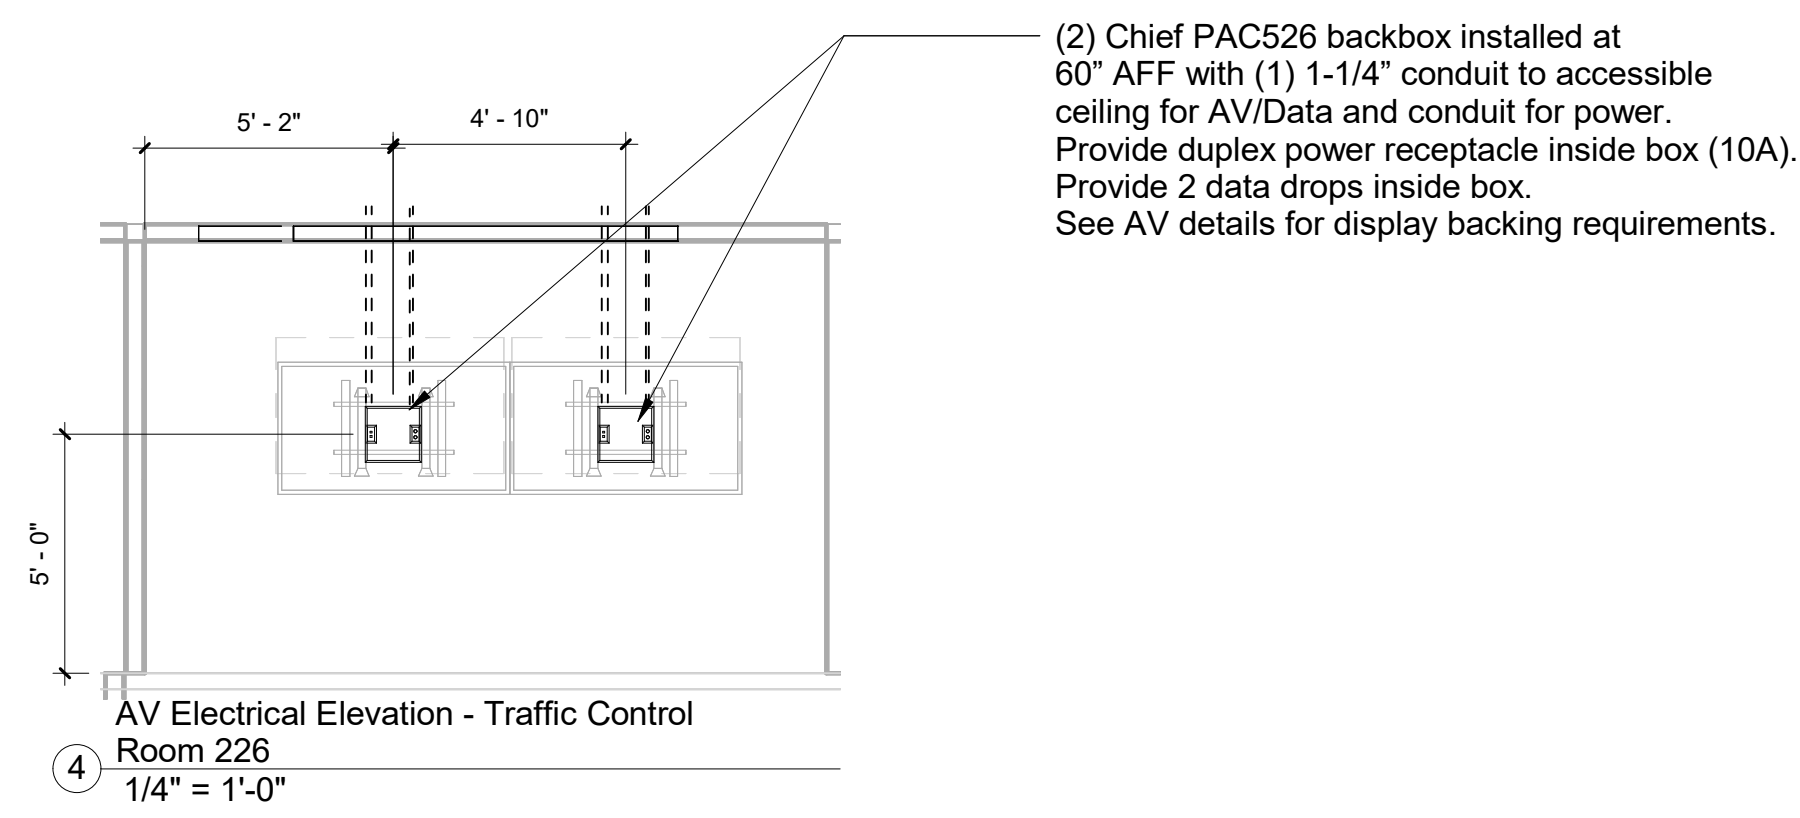 (2) Chief PAC526 backbox installed at
60” AFF with (1) 1-1/4” conduit to accessible
ceiling for AV/Data and conduit for power.
Provide duplex power receptacle inside box (10A).
Provide 2 data drops inside box.
See AV details for display backing requirements.
5' - 2"
4' - 10"
5' - 0"
AV Electrical Elevation - Traffic Control
Room 226
4
1/4" = 1'-0"